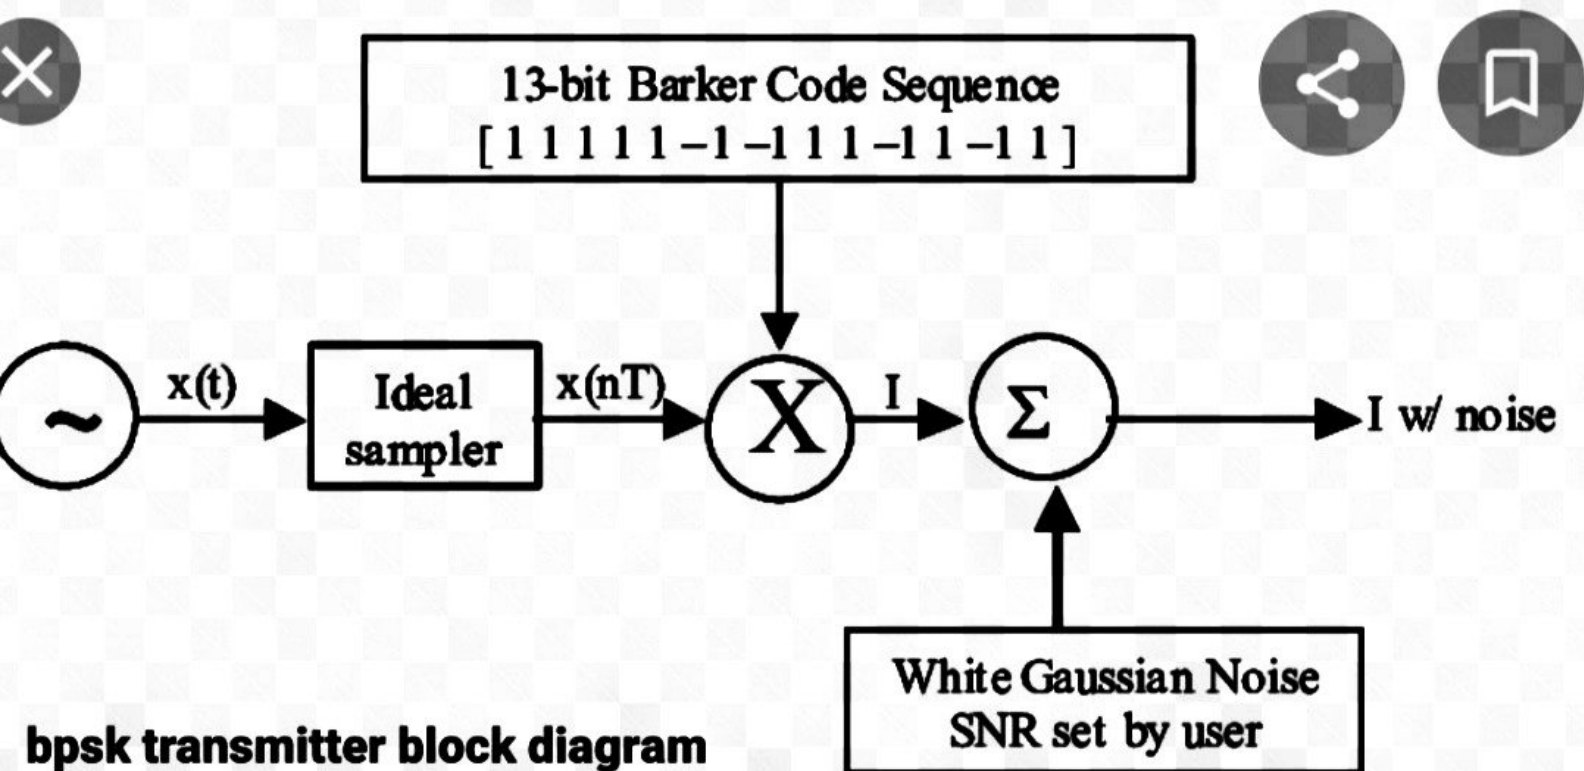 13-bit Barker Code Sequence
[ 1 1 1 1 1 –1 –1 1 1 –1 1 –1 1 ]
~
x(t)
Ideal
sampler
x(nT)
X
I
Σ
I w/ noise
White Gaussian Noise
SNR set by user
bpsk transmitter block diagram